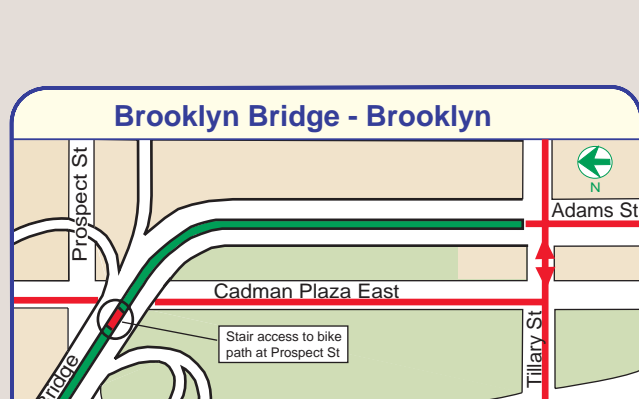 Brooklyn Bridge - Brooklyn
Prospect St
N
Adams St
Cadman Plaza East
Stair access to bike
path at Prospect St
Tillary St
Bridge